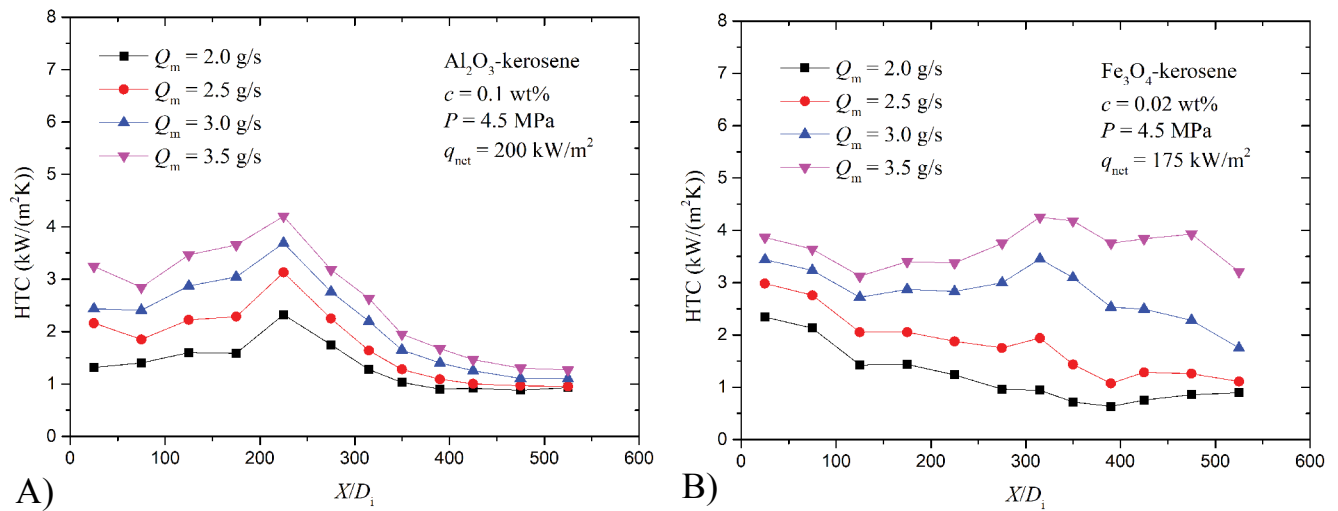 8
7
6
5
4
3
2
1
0
HTC (kW/(m²K))
Qm = 2.0 g/s
Qm = 2.5 g/s
Qm = 3.0 g/s
Qm = 3.5 g/s
Al₂O₃-kerosene
c = 0.1 wt%
P = 4.5 MPa
qnet = 200 kW/m²
0 100 200 300 400 500 600
X/Di
A)
8
7
6
5
4
3
2
1
0
HTC (kW/(m²K))
Qm = 2.0 g/s
Qm = 2.5 g/s
Qm = 3.0 g/s
Qm = 3.5 g/s
Fe₃O₄-kerosene
c = 0.02 wt%
P = 4.5 MPa
qnet = 175 kW/m²
0 100 200 300 400 500 600
X/Di
B)